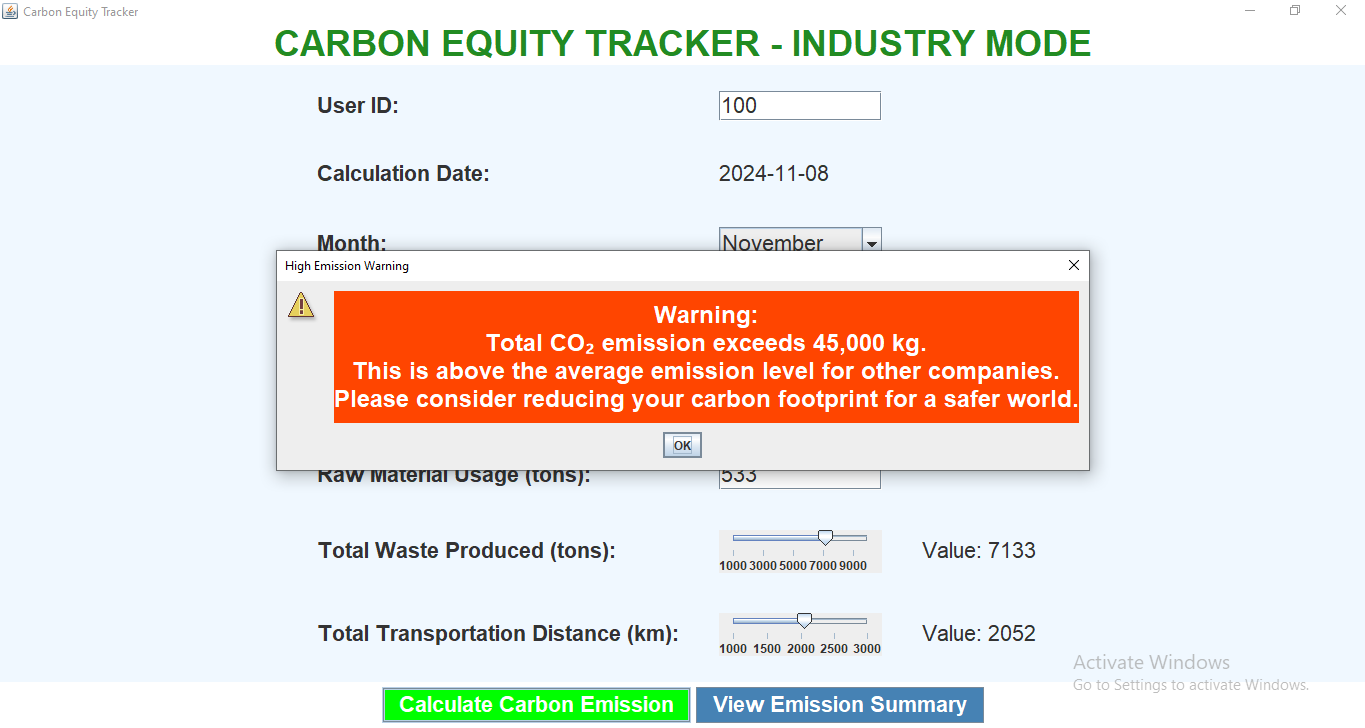 Carbon Equity Tracker
CARBON EQUITY TRACKER - INDUSTRY MODE
User ID: 100
Calculation Date: 2024-11-08
Month: November
High Emission Warning
Warning:
Total CO₂ emission exceeds 45,000 kg.
This is above the average emission level for other companies.
Please consider reducing your carbon footprint for a safer world.
OK
Raw Material Usage (tons): 533
Total Waste Produced (tons): 1000 3000 5000 7000 9000 Value: 7133
Total Transportation Distance (km): 1000 1500 2000 2500 3000 Value: 2052
Activate Windows
Go to Settings to activate Windows.
Calculate Carbon Emission View Emission Summary